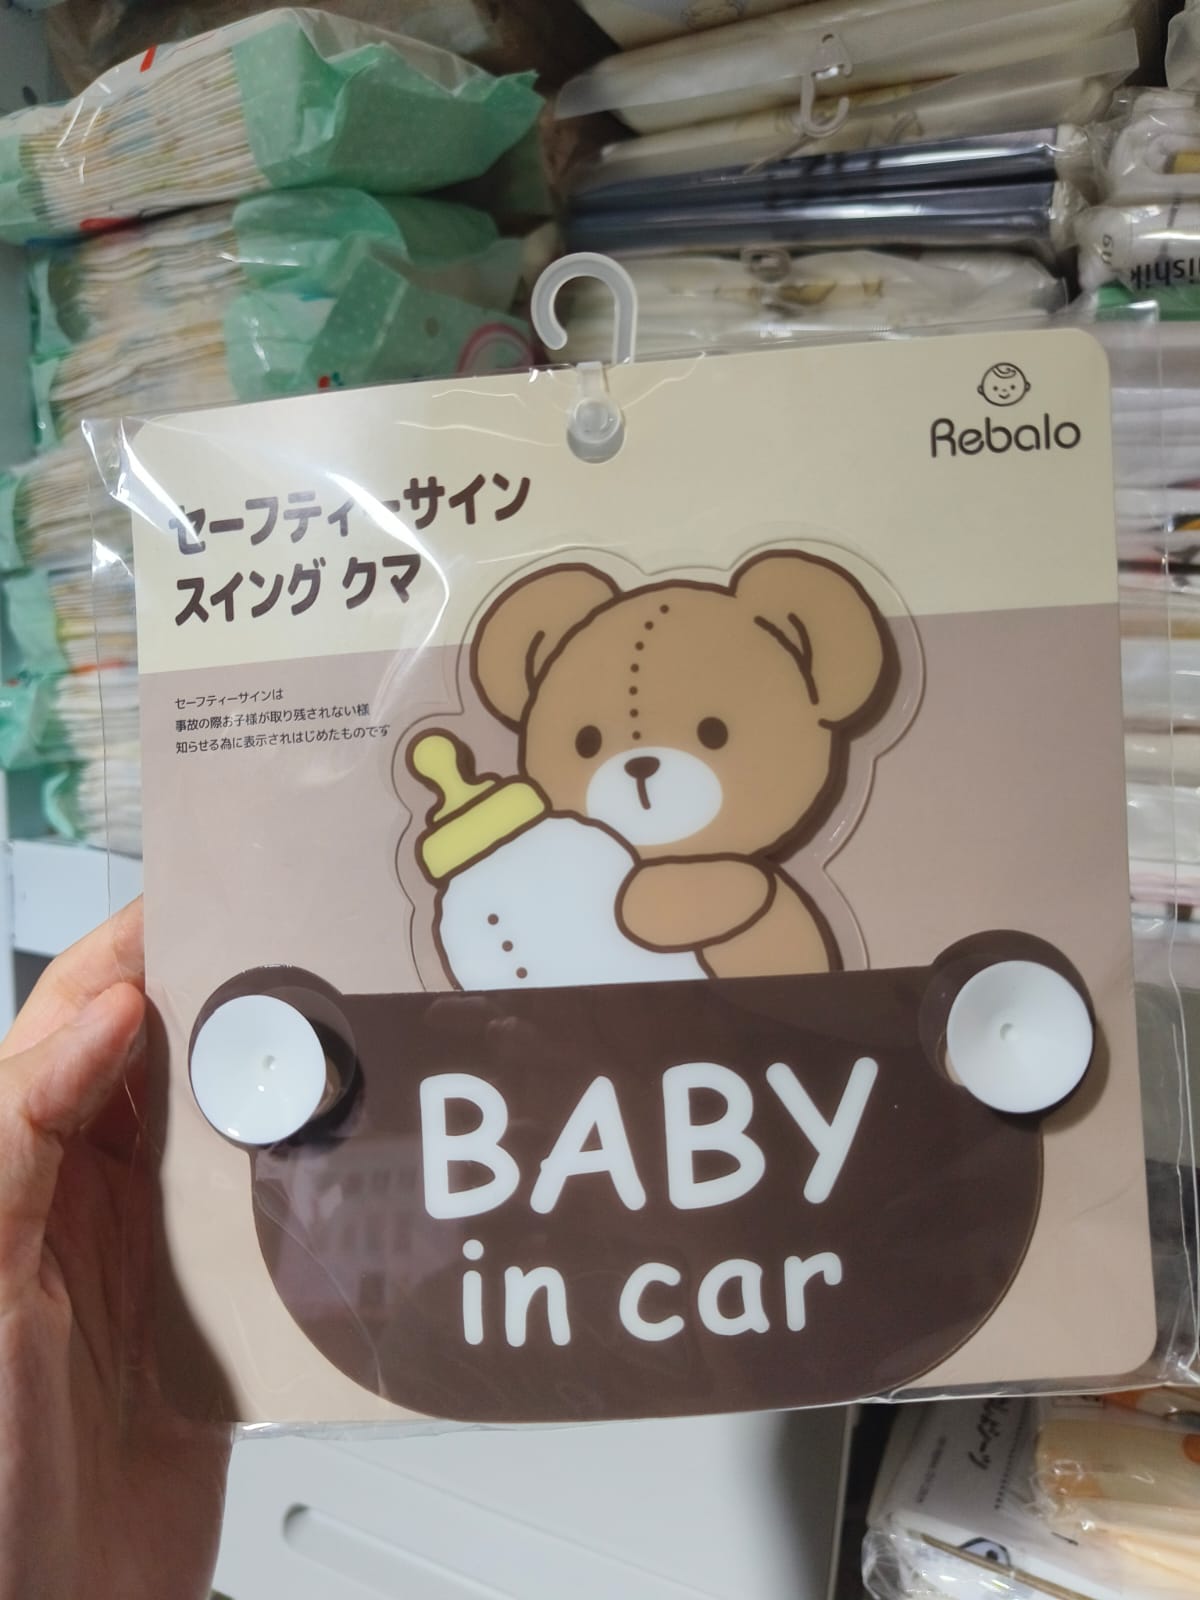 Rebalo
セーフティーサイン
スイング クマ
セーフティーサインは
事故の際お子様が取り残されない様
知らせる為に表示されはじめたものです
BABY
in car